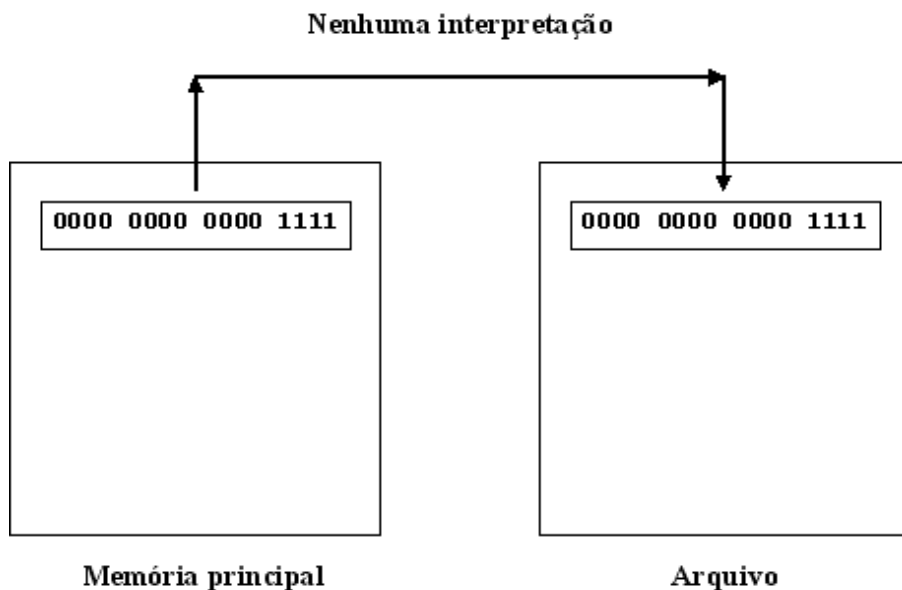 Nenhuma interpretação
0000 0000 0000 1111
0000 0000 0000 1111
Memória principal
Arquivo